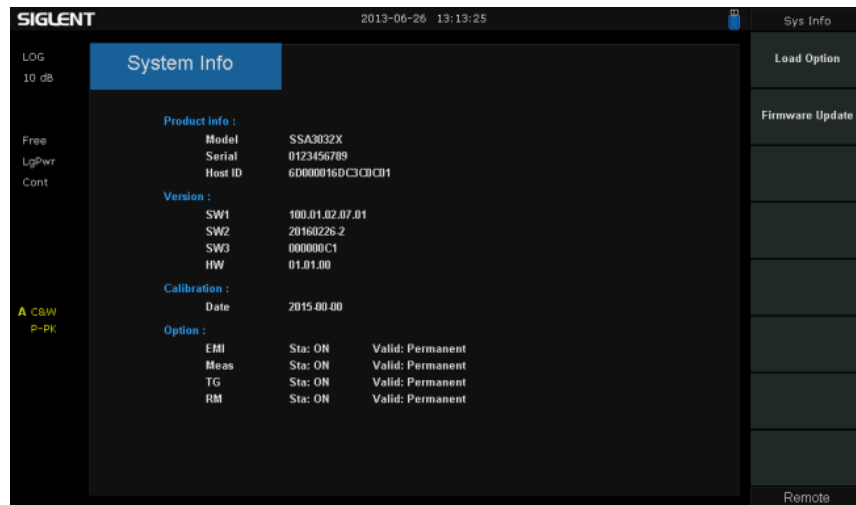 SIGLENT 2013-06-26 13:13:25 Sys Info
LOG
10 dB
System Info
Load Option
Firmware Update
Free
LgPwr
Cont
A C&W
P-PK
Product info :
Model SSA3032X
Serial 0123456789
Host ID 6D000016DC3C0C01
Version :
SW1 100.01.02.07.01
SW2 20160226-2
SW3 000000C1
HW 01.01.00
Calibration :
Date 2015-00-00
Option :
EMI Sta: ON Valid: Permanent
Meas Sta: ON Valid: Permanent
TG Sta: ON Valid: Permanent
RM Sta: ON Valid: Permanent
Remote